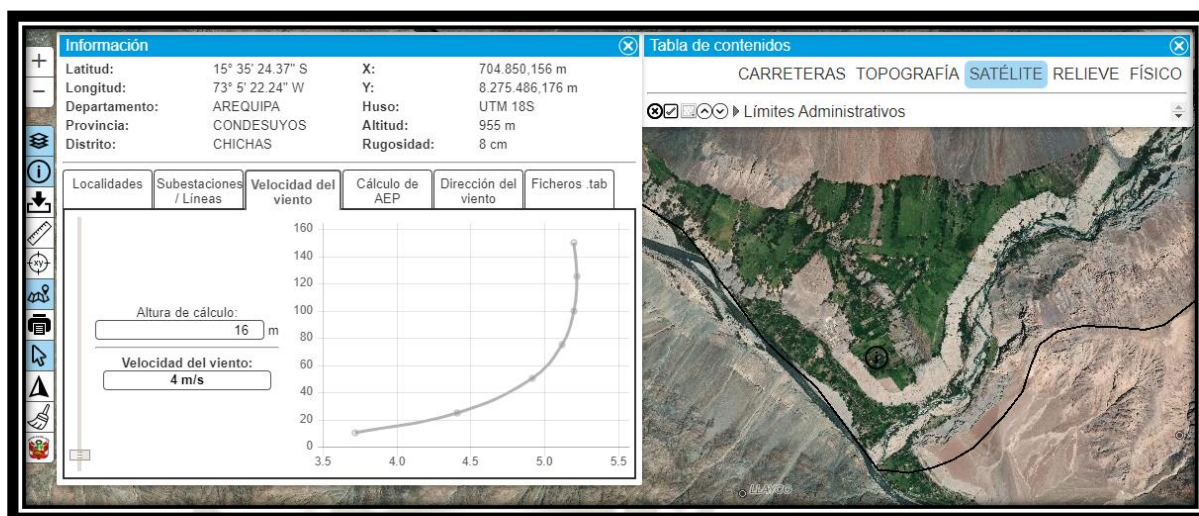 Información
Latitud: 15° 35' 24.37" S X: 704.850,156 m
Longitud: 73° 5' 22.24" W Y: 8.275.486,176 m
Departamento: AREQUIPA Huso: UTM 18S
Provincia: CONDESUYOS Altitud: 955 m
Distrito: CHICHAS Rugosidad: 8 cm
Localidades
Subestaciones / Líneas
Velocidad del viento
Cálculo de AEP
Dirección del viento
Ficheros .tab
Altura de cálculo:
16 m
Velocidad del viento:
4 m/s
160
140
120
100
80
60
40
20
0
3.5 4.0 4.5 5.0 5.5
Tabla de contenidos
CARRETERAS TOPOGRAFÍA SATÉLITE RELIEVE FÍSICO
Límites Administrativos
xy
LLAYOS